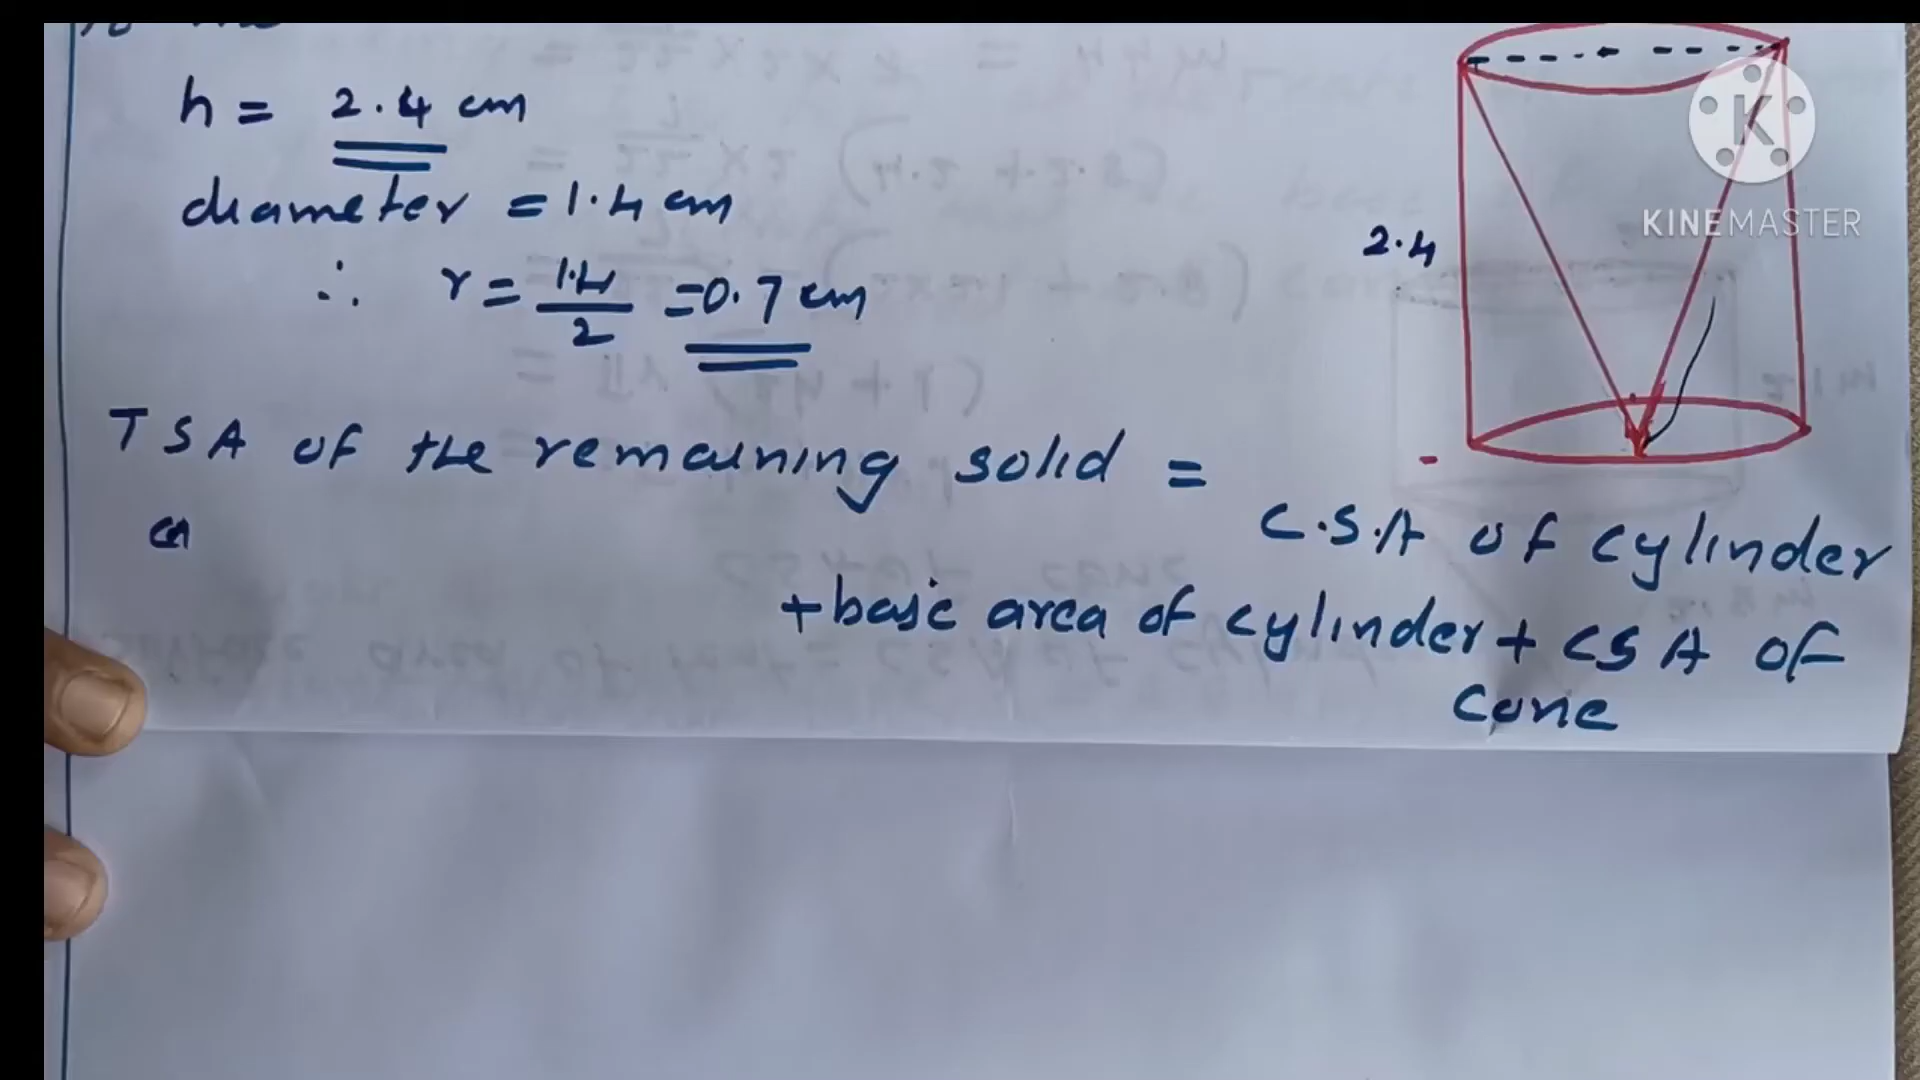 h = 2.4 cm
diameter = 1.4 cm
∴ r = 1.4/2 = 0.7 cm
2.4
K
KINEMASTER
TSA of the remaining solid =
C.S.A of cylinder
+ base area of cylinder + CSA of
cone